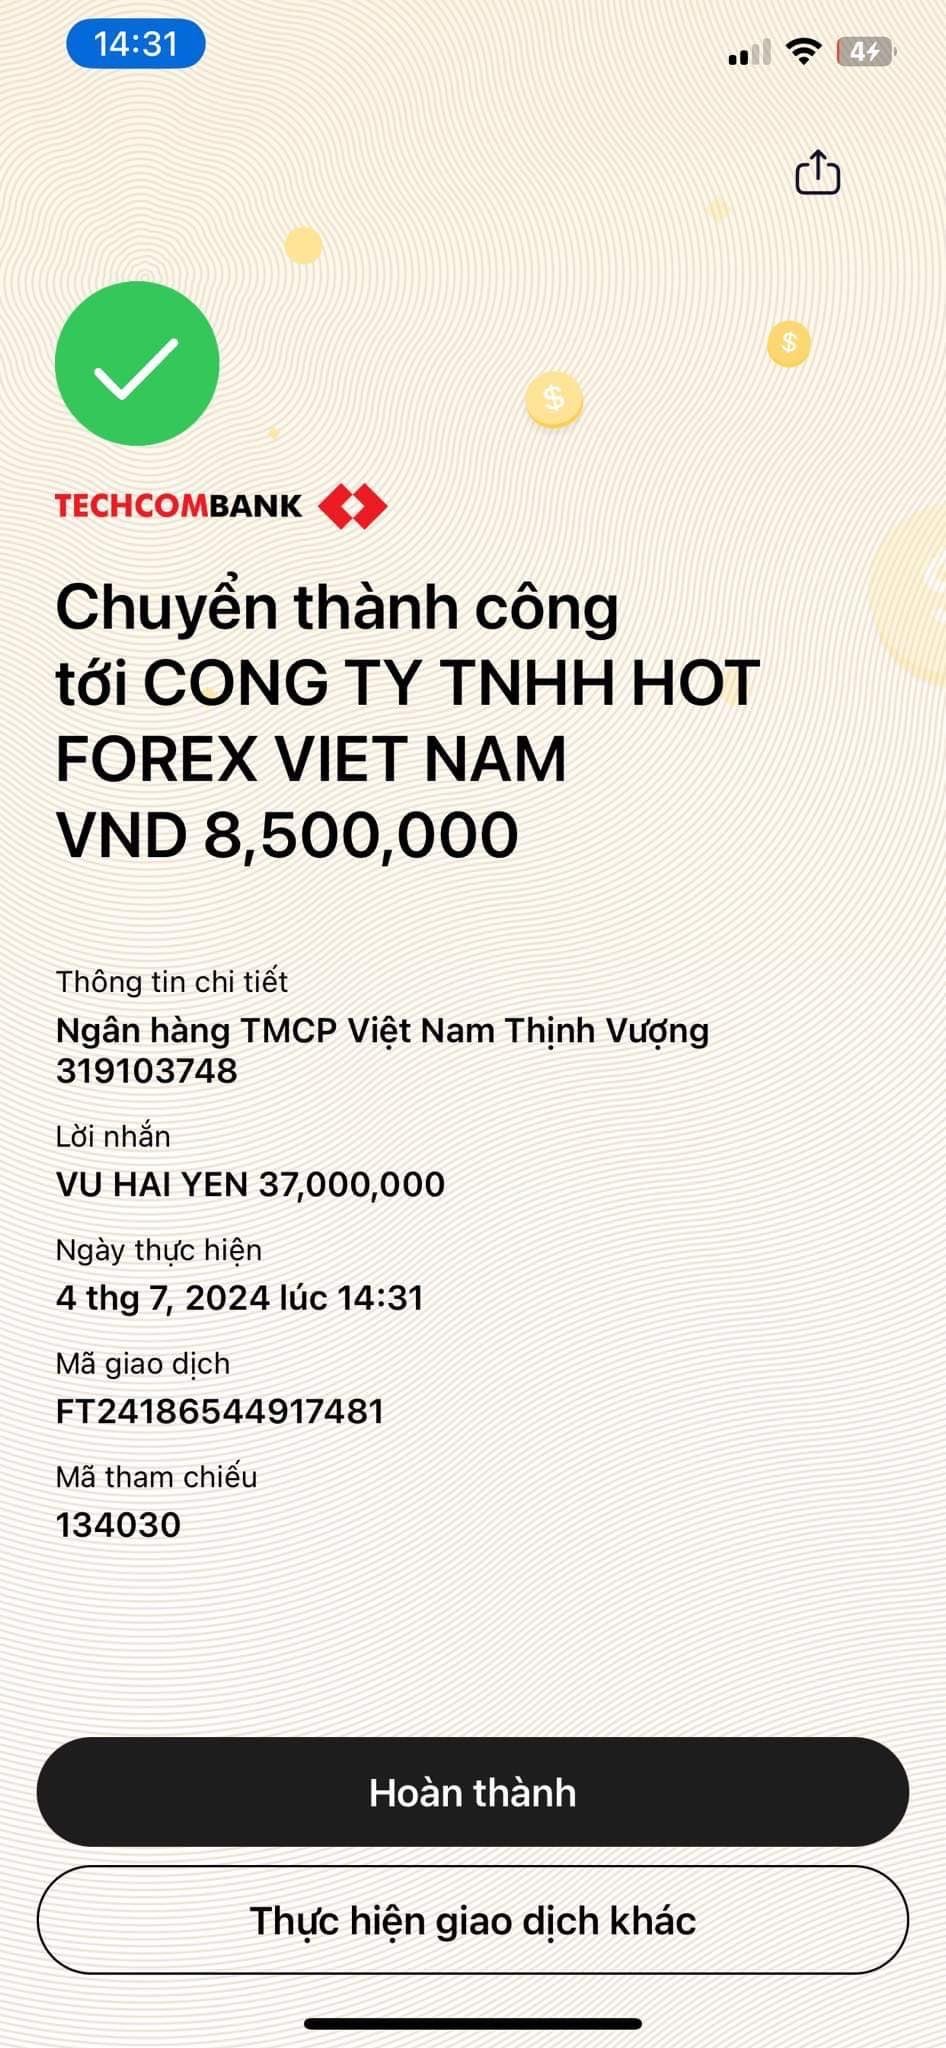 14:31
4
$
$
TECHCOMBANK
Chuyển thành công
tới CONG TY TNHH HOT
FOREX VIET NAM
VND 8,500,000
Thông tin chi tiết
Ngân hàng TMCP Việt Nam Thịnh Vượng
319103748
Lời nhắn
VU HAI YEN 37,000,000
Ngày thực hiện
4 thg 7, 2024 lúc 14:31
Mã giao dịch
FT24186544917481
Mã tham chiếu
134030
Hoàn thành
Thực hiện giao dịch khác